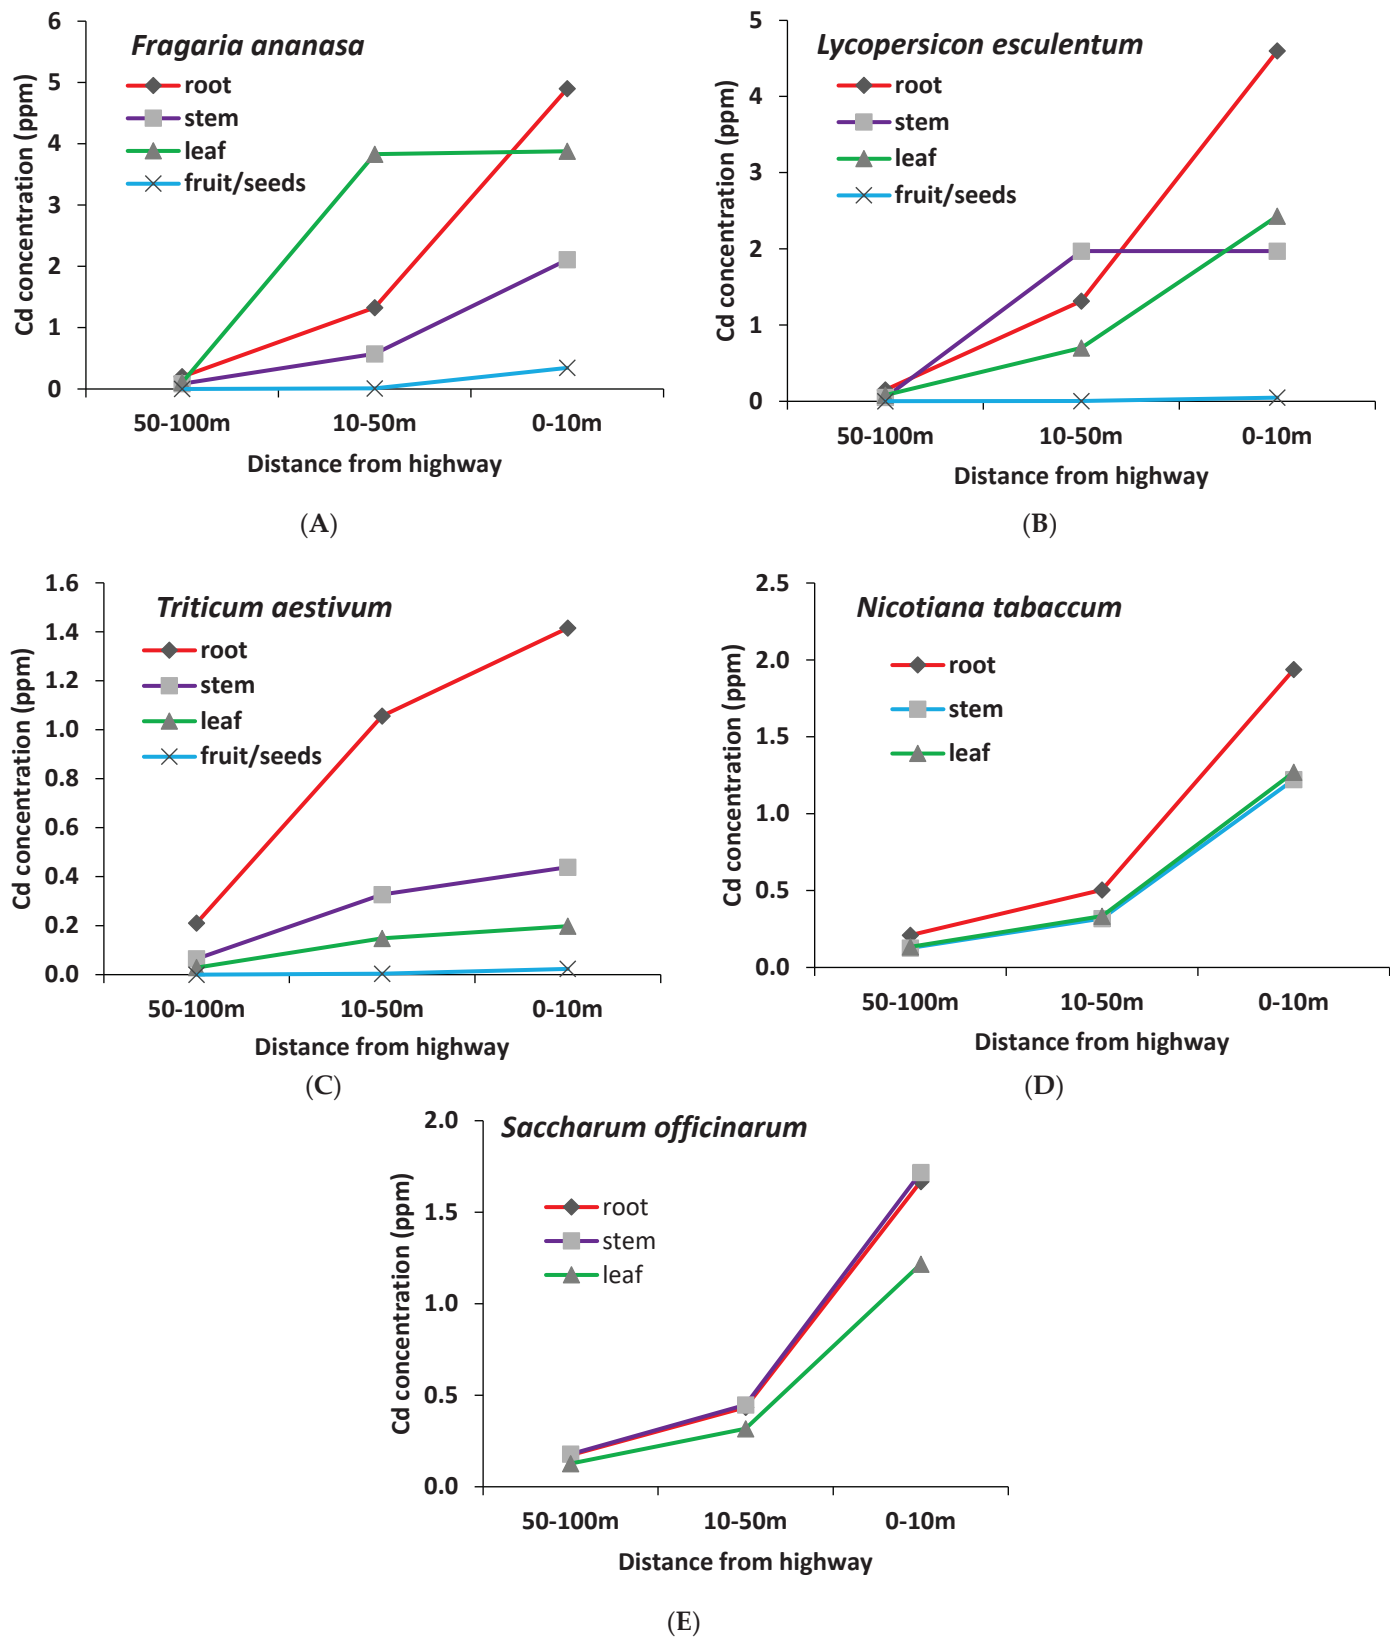 Fragaria ananasa
root
stem
leaf
fruit/seeds
Cd concentration (ppm)
6
5
4
3
2
1
0
50-100m 10-50m 0-10m
Distance from highway
(A)
Lycopersicon esculentum
root
stem
leaf
fruit/seeds
Cd concentration (ppm)
5
4
3
2
1
0
50-100m 10-50m 0-10m
Distance from highway
(B)
Triticum aestivum
root
stem
leaf
fruit/seeds
Cd concentration (ppm)
1.6
1.4
1.2
1.0
0.8
0.6
0.4
0.2
0.0
50-100m 10-50m 0-10m
Distance from highway
(C)
Nicotiana tabaccum
root
stem
leaf
Cd concentration (ppm)
2.5
2.0
1.5
1.0
0.5
0.0
50-100m 10-50m 0-10m
Distance from highway
(D)
Saccharum officinarum
root
stem
leaf
Cd concentration (ppm)
2.0
1.5
1.0
0.5
0.0
50-100m 10-50m 0-10m
Distance from highway
(E)